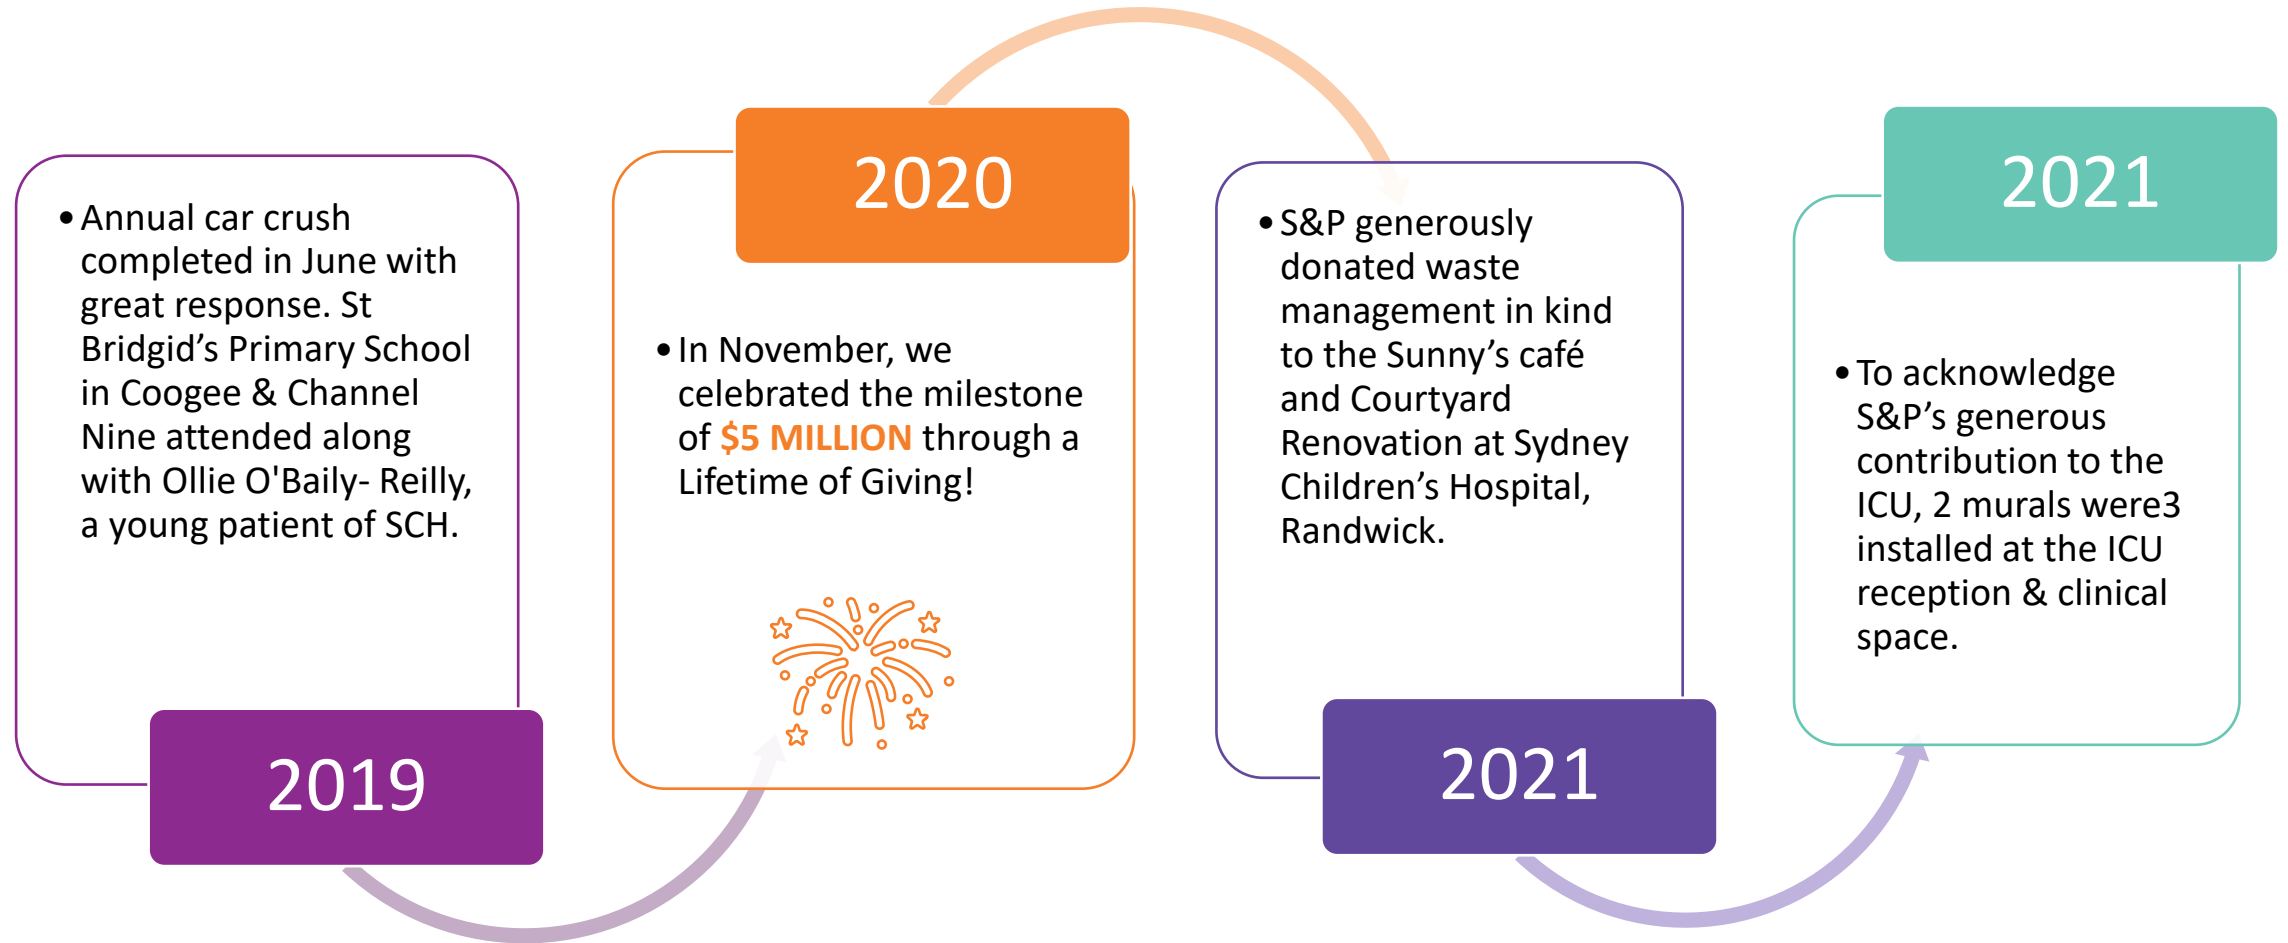 • Annual car crush
completed in June with
great response. St
Bridgid’s Primary School
in Coogee & Channel
Nine attended along
with Ollie O'Baily- Reilly,
a young patient of SCH.
2019
2020
• In November, we
celebrated the milestone
of $5 MILLION through a
Lifetime of Giving!
• S&P generously
donated waste
management in kind
to the Sunny’s café
and Courtyard
Renovation at Sydney
Children’s Hospital,
Randwick.
2021
2021
• To acknowledge
S&P’s generous
contribution to the
ICU, 2 murals were3
installed at the ICU
reception & clinical
space.